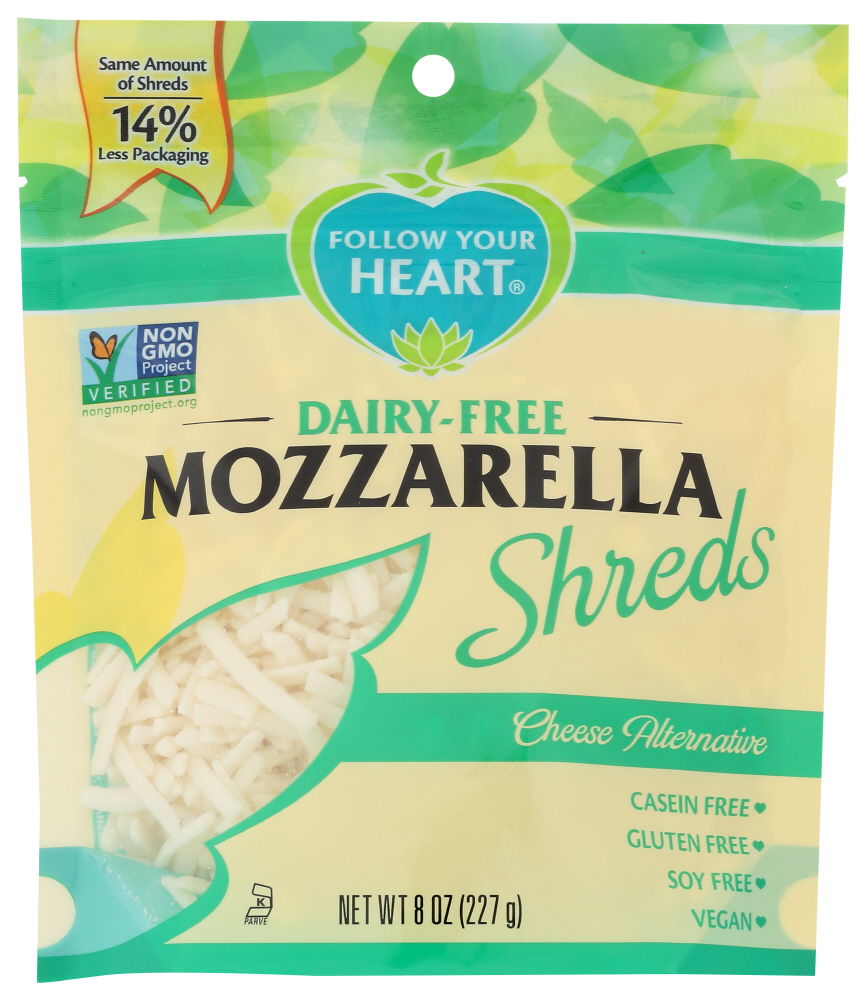 Same Amount
of Shreds
14%
Less Packaging
FOLLOW YOUR
HEART®
NON
GMO
Project
VERIFIED
nongmoproject.org
DAIRY-FREE
MOZZARELLA
Shreds
Cheese Alternative
CASEIN FREE
GLUTEN FREE
SOY FREE
VEGAN
K
PARVE
NET WT 8 OZ (227 g)